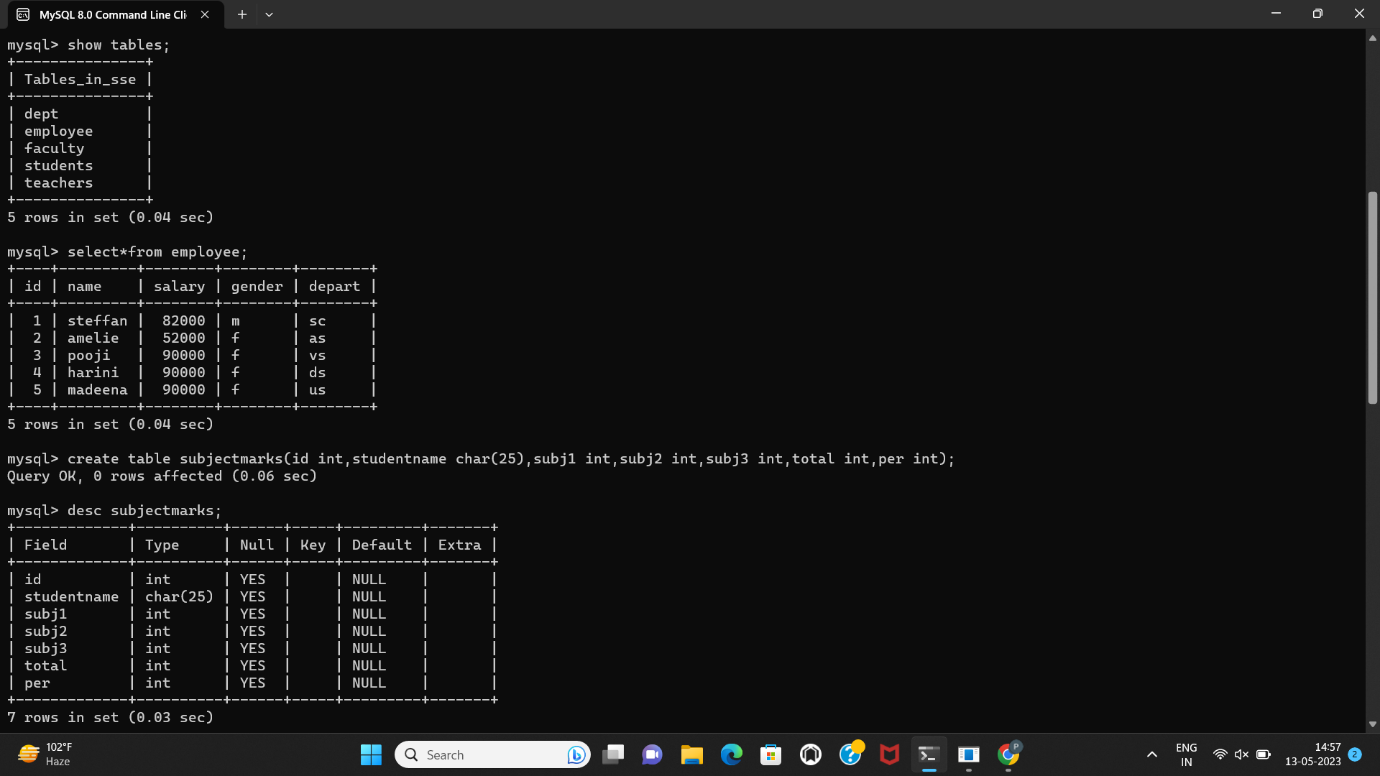 MySQL 8.0 Command Line Cli
mysql> show tables;
+---------------+
| Tables_in_sse |
+---------------+
| dept          |
| employee      |
| faculty       |
| students      |
| teachers      |
+---------------+
5 rows in set (0.04 sec)
mysql> select*from employee;
+----+---------+--------+--------+--------+
| id | name    | salary | gender | depart |
+----+---------+--------+--------+--------+
|  1 | steffan |  82000 | m      | sc     |
|  2 | amelie  |  52000 | f      | as     |
|  3 | pooji   |  90000 | f      | vs     |
|  4 | harini  |  90000 | f      | ds     |
|  5 | madeena |  90000 | f      | us     |
+----+---------+--------+--------+--------+
5 rows in set (0.04 sec)
mysql> create table subjectmarks(id int,studentname char(25),subj1 int,subj2 int,subj3 int,total int,per int);
Query OK, 0 rows affected (0.06 sec)
mysql> desc subjectmarks;
+-------------+----------+------+-----+---------+-------+
| Field       | Type     | Null | Key | Default | Extra |
+-------------+----------+------+-----+---------+-------+
| id          | int      | YES  |     | NULL    |       |
| studentname | char(25) | YES  |     | NULL    |       |
| subj1       | int      | YES  |     | NULL    |       |
| subj2       | int      | YES  |     | NULL    |       |
| subj3       | int      | YES  |     | NULL    |       |
| total       | int      | YES  |     | NULL    |       |
| per         | int      | YES  |     | NULL    |       |
+-------------+----------+------+-----+---------+-------+
7 rows in set (0.03 sec)
102°F
Haze
Search
P
ENG
IN
14:57
13-05-2023
2